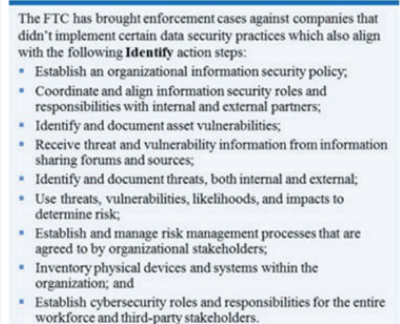 The FTC has brought enforcement cases against companies that
didn't implement certain data security practices which also align
with the following Identify action steps:
▪ Establish an organizational information security policy;
▪ Coordinate and align information security roles and
responsibilities with internal and external partners;
▪ Identify and document asset vulnerabilities;
▪ Receive threat and vulnerability information from information
sharing forums and sources;
▪ Identify and document threats, both internal and external;
▪ Use threats, vulnerabilities, likelihoods, and impacts to
determine risk;
▪ Establish and manage risk management processes that are
agreed to by organizational stakeholders;
▪ Inventory physical devices and systems within the
organization; and
▪ Establish cybersecurity roles and responsibilities for the entire
workforce and third-party stakeholders.